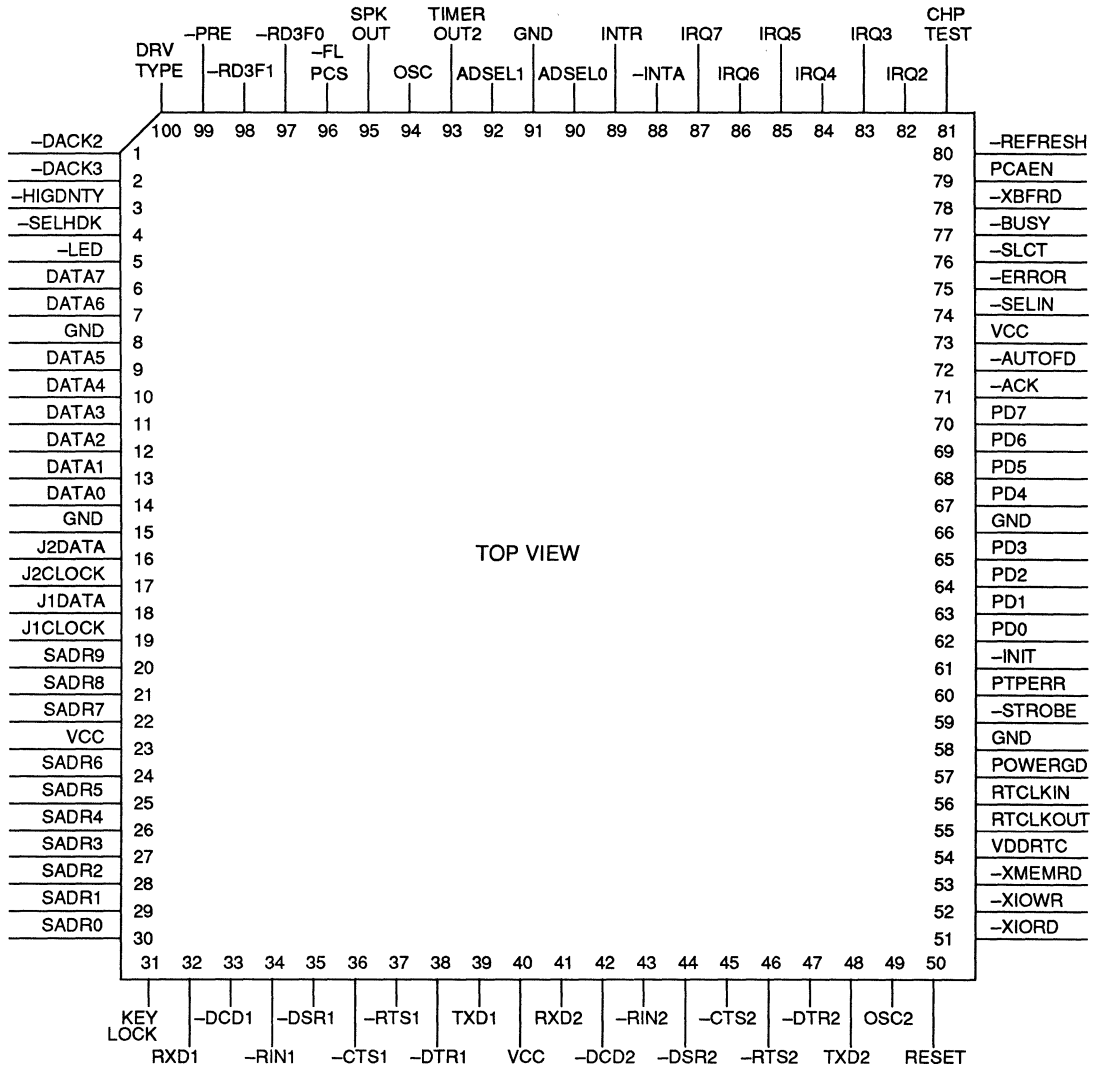 SPK TIMER CHP
–PRE –RD3F0 OUT OUT2 GND INTR IRQ7 IRQ5 IRQ3 TEST
DRV –FL
TYPE –RD3F1 PCS OSC ADSEL1 ADSEL0 –INTA IRQ6 IRQ4 IRQ2
100 99 98 97 96 95 94 93 92 91 90 89 88 87 86 85 84 83 82 81
–DACK2 1 80 –REFRESH
–DACK3 2 79 PCAEN
–HIGDNTY 3 78 –XBFRD
–SELHDK 4 77 –BUSY
–LED 5 76 –SLCT
DATA7 6 75 –ERROR
DATA6 7 74 –SELIN
GND 8 73 VCC
DATA5 9 72 –AUTOFD
DATA4 10 71 –ACK
DATA3 11 70 PD7
DATA2 12 69 PD6
DATA1 13 68 PD5
DATA0 14 67 PD4
GND 15 66 GND
J2DATA 16 TOP VIEW 65 PD3
J2CLOCK 17 64 PD2
J1DATA 18 63 PD1
J1CLOCK 19 62 PD0
SADR9 20 61 –INIT
SADR8 21 60 PTPERR
SADR7 22 59 –STROBE
VCC 23 58 GND
SADR6 24 57 POWERGD
SADR5 25 56 RTCLKIN
SADR4 26 55 RTCLKOUT
SADR3 27 54 VDDRTC
SADR2 28 53 –XMEMRD
SADR1 29 52 –XIOWR
SADR0 30 51 –XIORD
31 32 33 34 35 36 37 38 39 40 41 42 43 44 45 46 47 48 49 50
KEY –DCD1 –DSR1 –RTS1 TXD1 RXD2 –RIN2 –CTS2 –DTR2 OSC2
LOCK
RXD1 –RIN1 –CTS1 –DTR1 VCC –DCD2 –DSR2 –RTS2 TXD2 RESET